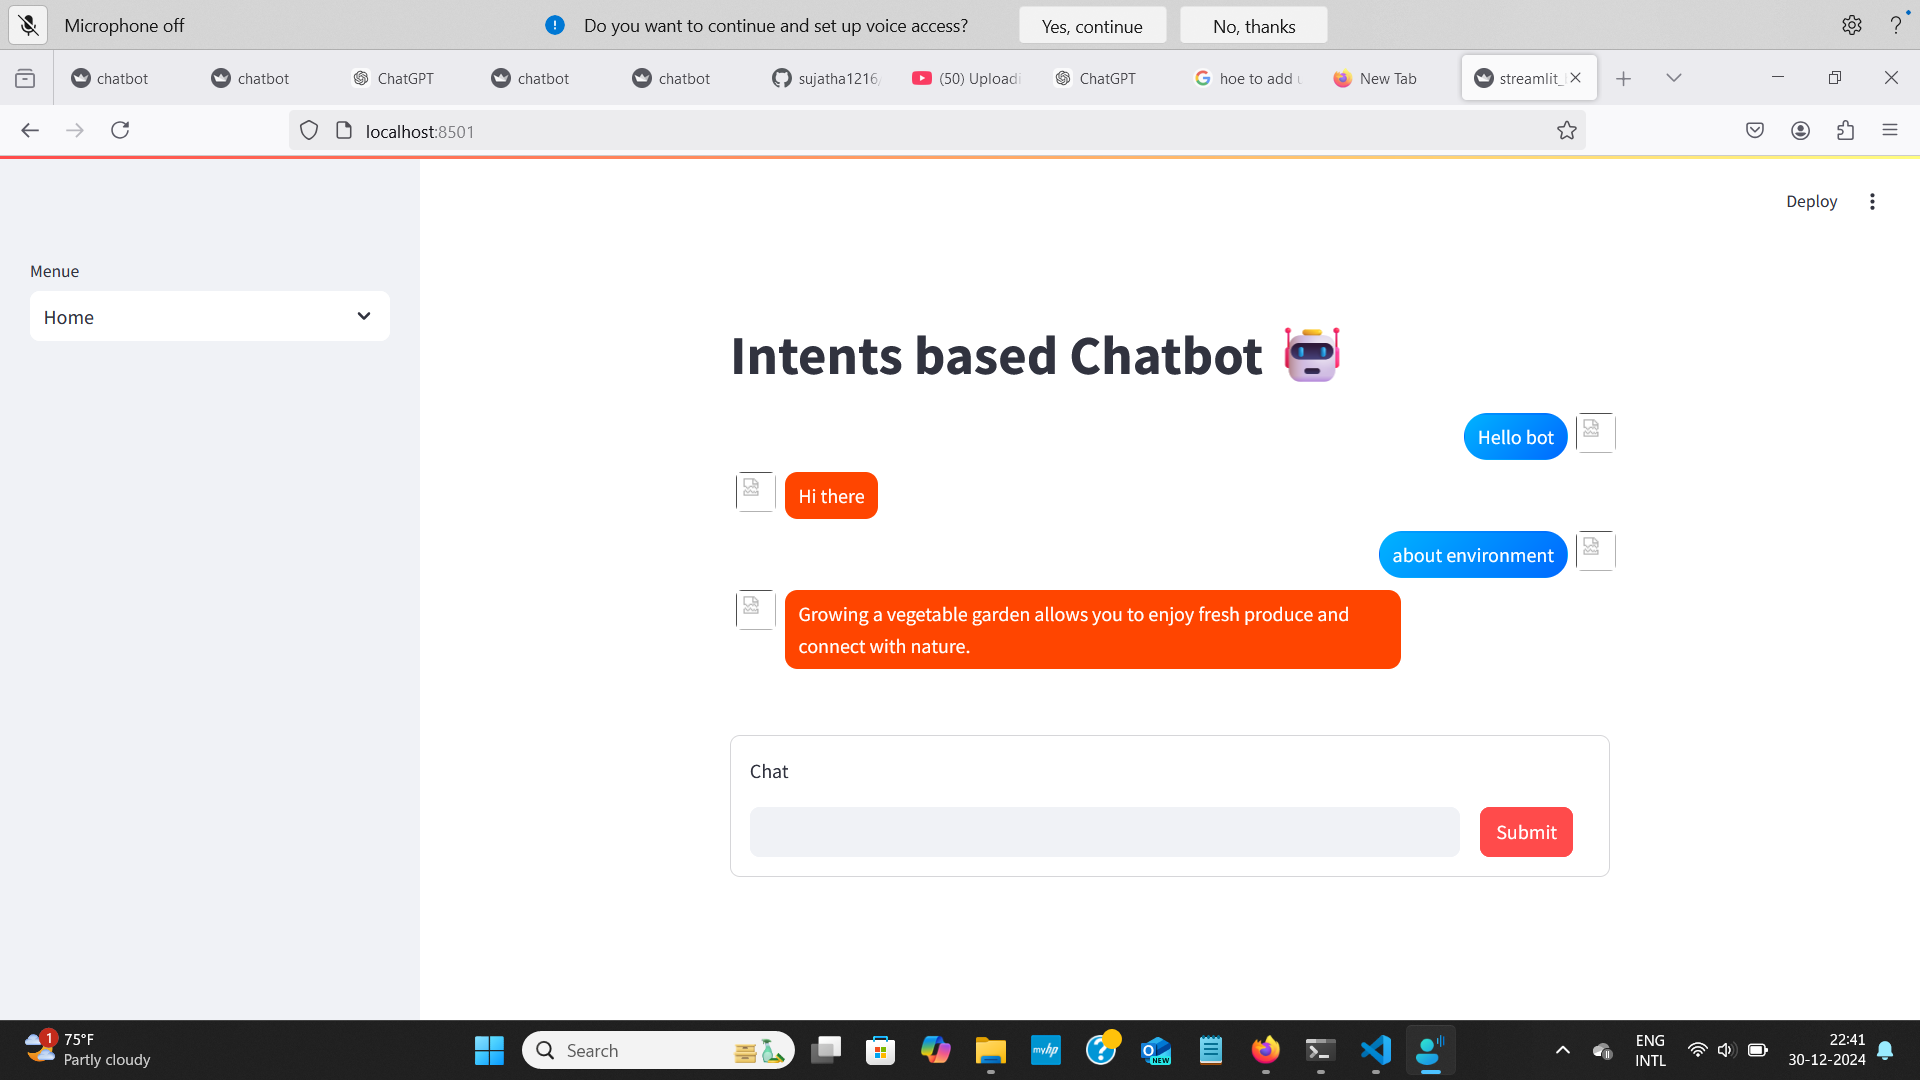 Microphone off
Do you want to continue and set up voice access?
Yes, continue
No, thanks
?
chatbot
chatbot
ChatGPT
chatbot
chatbot
sujatha1216
(50) Uploadi
ChatGPT
hoe to add
New Tab
streamlit_
localhost:8501
Deploy
Menue
Home
Intents based Chatbot
Hello bot
Hi there
about environment
Growing a vegetable garden allows you to enjoy fresh produce and
connect with nature.
Chat
Submit
1
75°F
Partly cloudy
Search
myhp
?
NEW
ENG
INTL
22:41
30-12-2024